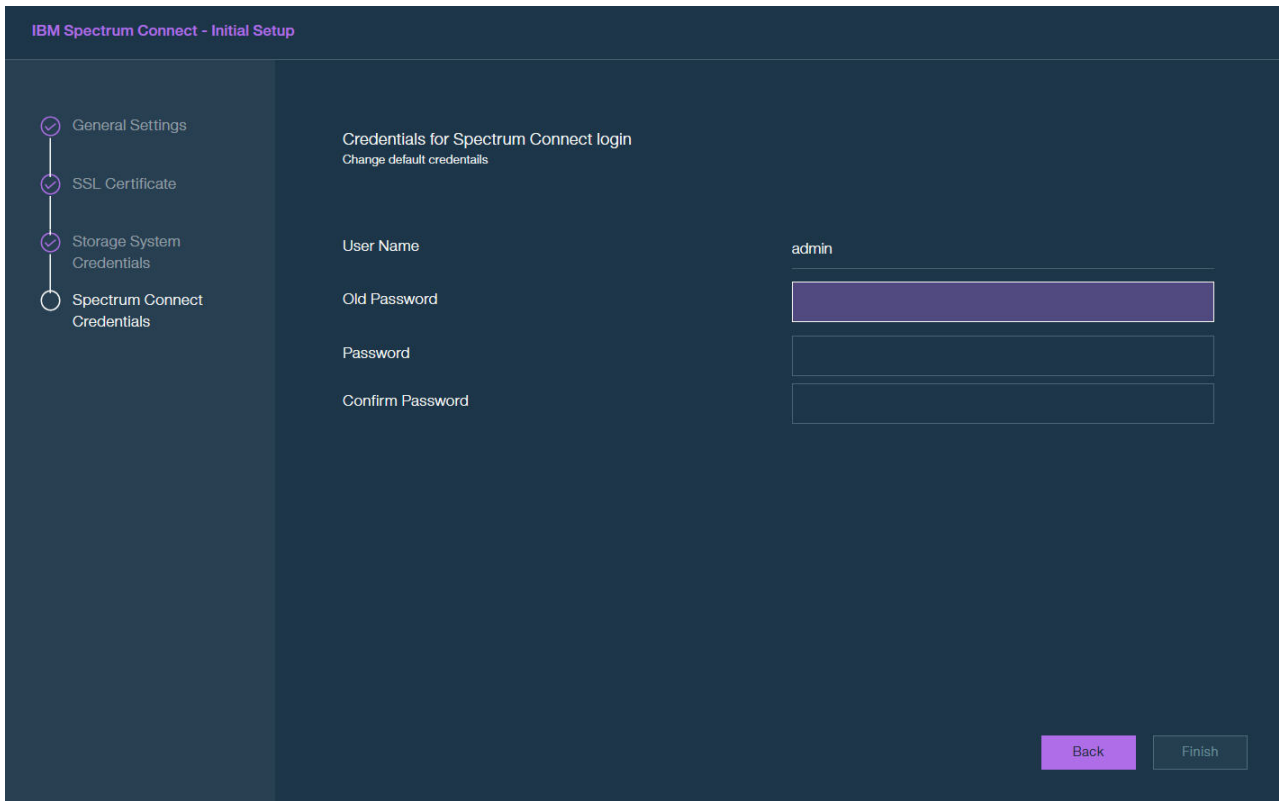 IBM Spectrum Connect - Initial Setup
General Settings
SSL Certificate
Storage System
Credentials
Spectrum Connect
Credentials
Credentials for Spectrum Connect login
Change default credentails
User Name
admin
Old Password
Password
Confirm Password
Back
Finish